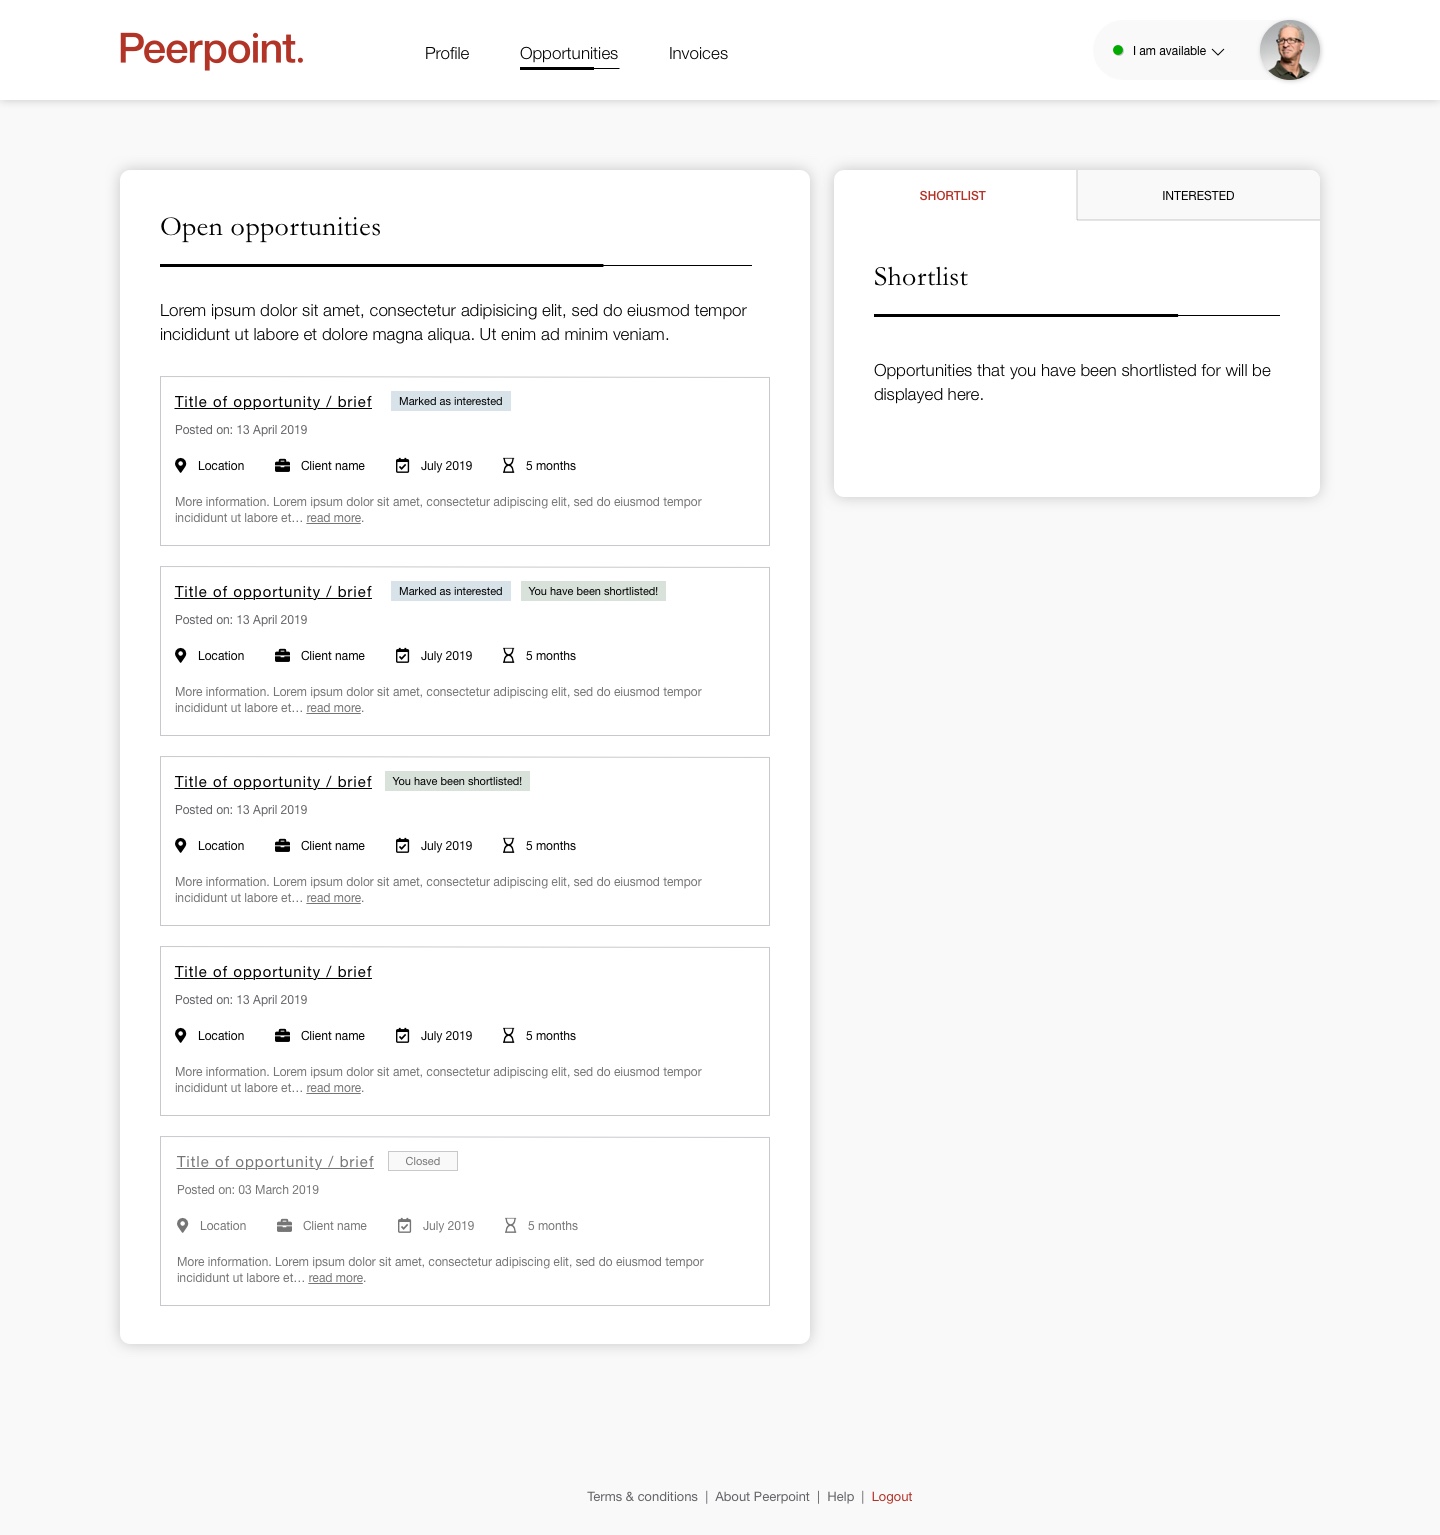 Peerpoint.
Profile
Opportunities
Invoices
I am available
Open opportunities
Lorem ipsum dolor sit amet, consectetur adipisicing elit, sed do eiusmod tempor
incididunt ut labore et dolore magna aliqua. Ut enim ad minim veniam.
Title of opportunity / brief
Marked as interested
Posted on: 13 April 2019
Location
Client name
July 2019
5 months
More information. Lorem ipsum dolor sit amet, consectetur adipiscing elit, sed do eiusmod tempor
incididunt ut labore et… read more.
Title of opportunity / brief
Marked as interested
You have been shortlisted!
Posted on: 13 April 2019
Location
Client name
July 2019
5 months
More information. Lorem ipsum dolor sit amet, consectetur adipiscing elit, sed do eiusmod tempor
incididunt ut labore et… read more.
Title of opportunity / brief
You have been shortlisted!
Posted on: 13 April 2019
Location
Client name
July 2019
5 months
More information. Lorem ipsum dolor sit amet, consectetur adipiscing elit, sed do eiusmod tempor
incididunt ut labore et… read more.
Title of opportunity / brief
Posted on: 13 April 2019
Location
Client name
July 2019
5 months
More information. Lorem ipsum dolor sit amet, consectetur adipiscing elit, sed do eiusmod tempor
incididunt ut labore et… read more.
Title of opportunity / brief
Closed
Posted on: 03 March 2019
Location
Client name
July 2019
5 months
More information. Lorem ipsum dolor sit amet, consectetur adipiscing elit, sed do eiusmod tempor
incididunt ut labore et… read more.
SHORTLIST
INTERESTED
Shortlist
Opportunities that you have been shortlisted for will be
displayed here.
Terms & conditions | About Peerpoint | Help | Logout